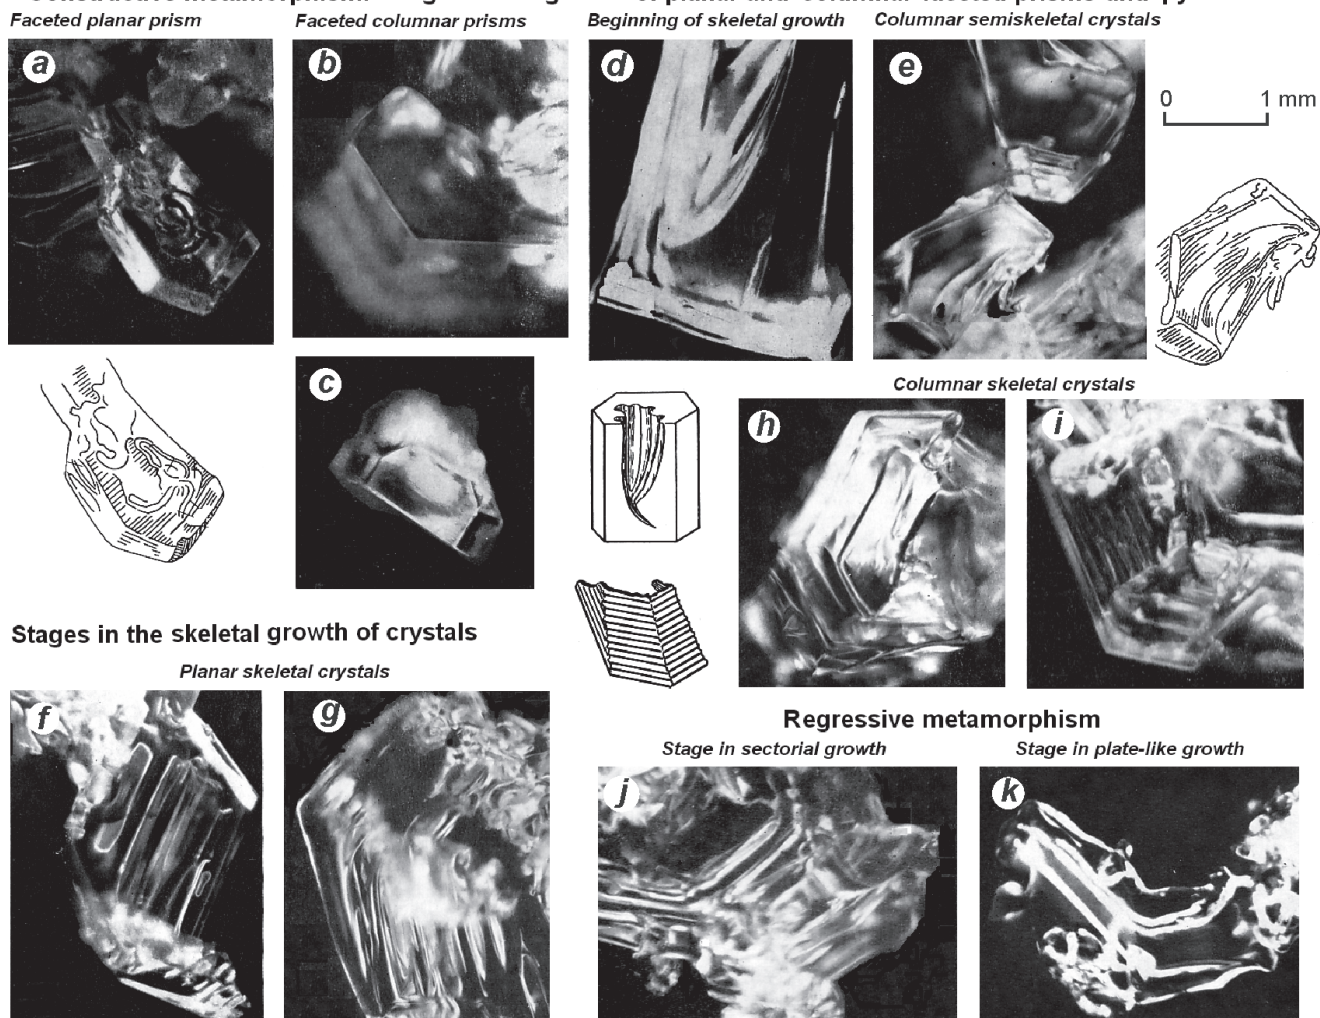 Faceted planar prism
Faceted columnar prisms
Beginning of skeletal growth
Columnar semiskeletal crystals
a
b
d
e
0 1 mm
c
Columnar skeletal crystals
h
i
Stages in the skeletal growth of crystals
Planar skeletal crystals
f
g
Regressive metamorphism
Stage in sectorial growth
Stage in plate-like growth
j
k